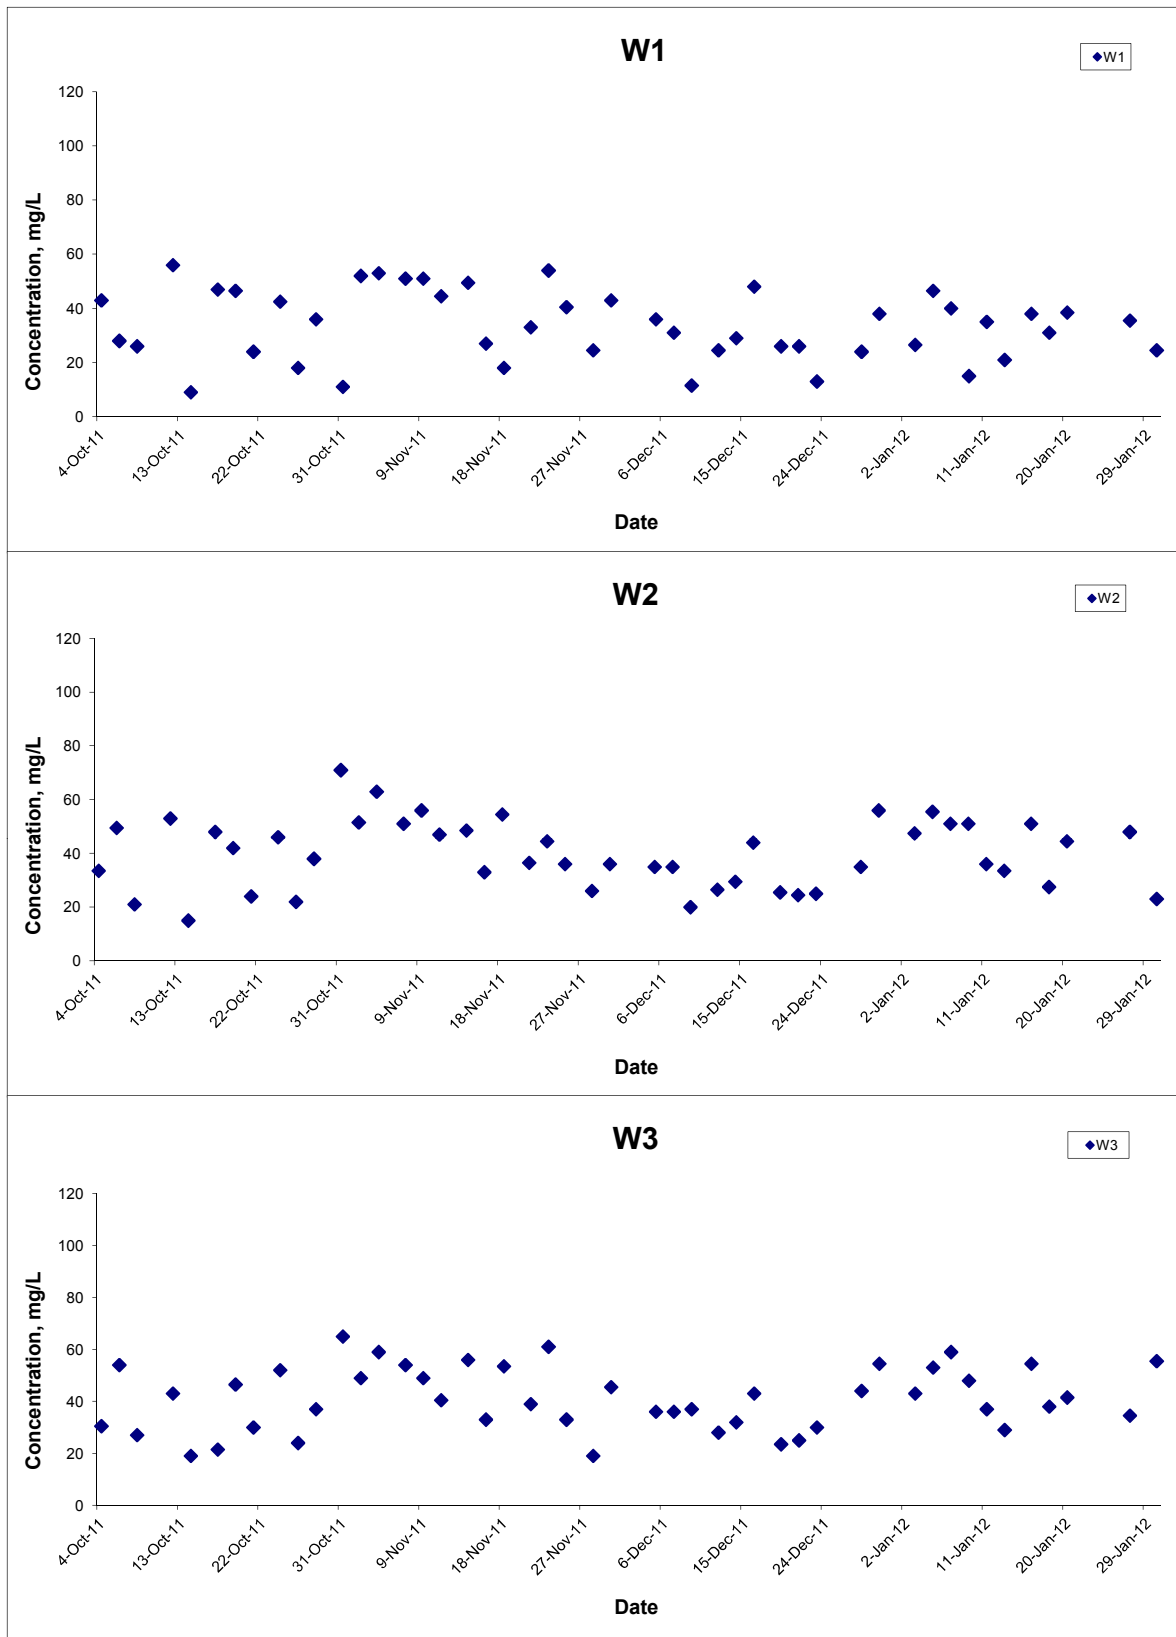 W1
W1
120
100
80
60
40
20
0
Concentration, mg/L
4-Oct-11 13-Oct-11 22-Oct-11 31-Oct-11 9-Nov-11 18-Nov-11 27-Nov-11 6-Dec-11 15-Dec-11 24-Dec-11 2-Jan-12 11-Jan-12 20-Jan-12 29-Jan-12
Date
W2
W2
120
100
80
60
40
20
0
Concentration, mg/L
4-Oct-11 13-Oct-11 22-Oct-11 31-Oct-11 9-Nov-11 18-Nov-11 27-Nov-11 6-Dec-11 15-Dec-11 24-Dec-11 2-Jan-12 11-Jan-12 20-Jan-12 29-Jan-12
Date
W3
W3
120
100
80
60
40
20
0
Concentration, mg/L
4-Oct-11 13-Oct-11 22-Oct-11 31-Oct-11 9-Nov-11 18-Nov-11 27-Nov-11 6-Dec-11 15-Dec-11 24-Dec-11 2-Jan-12 11-Jan-12 20-Jan-12 29-Jan-12
Date